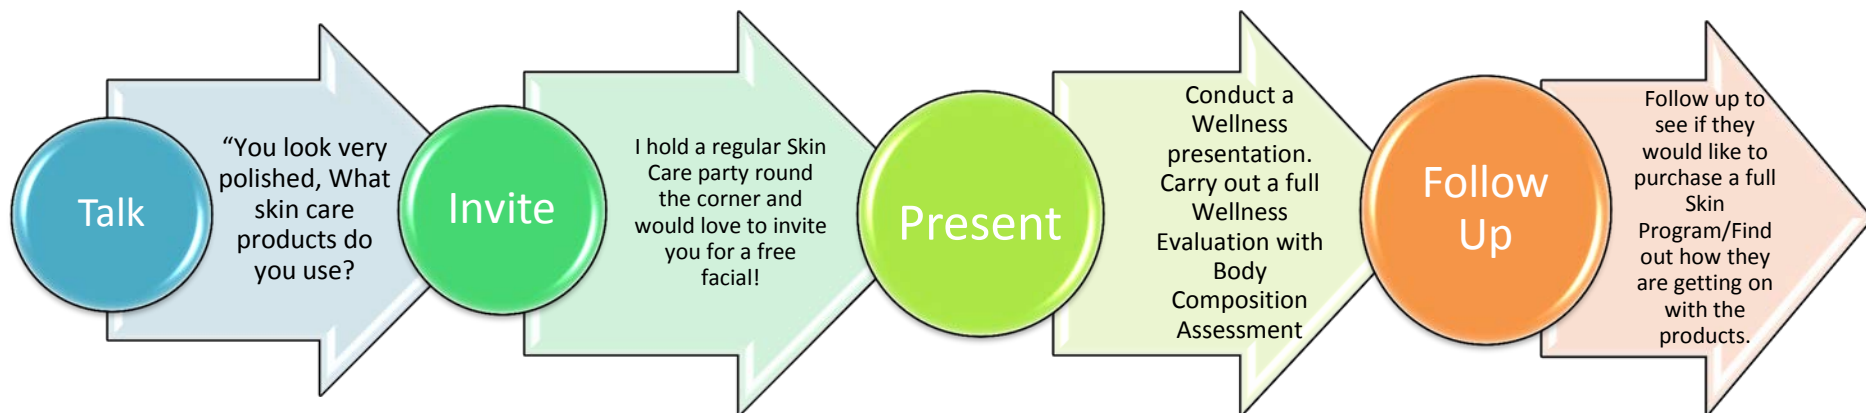 Talk
“You look very
polished, What
skin care
products do
you use?
Invite
I hold a regular Skin
Care party round
the corner and
would love to invite
you for a free
facial!
Present
Conduct a
Wellness
presentation.
Carry out a full
Wellness
Evaluation with
Body
Composition
Assessment
Follow
Up
Follow up to
see if they
would like to
purchase a full
Skin
Program/Find
out how they
are getting on
with the
products.